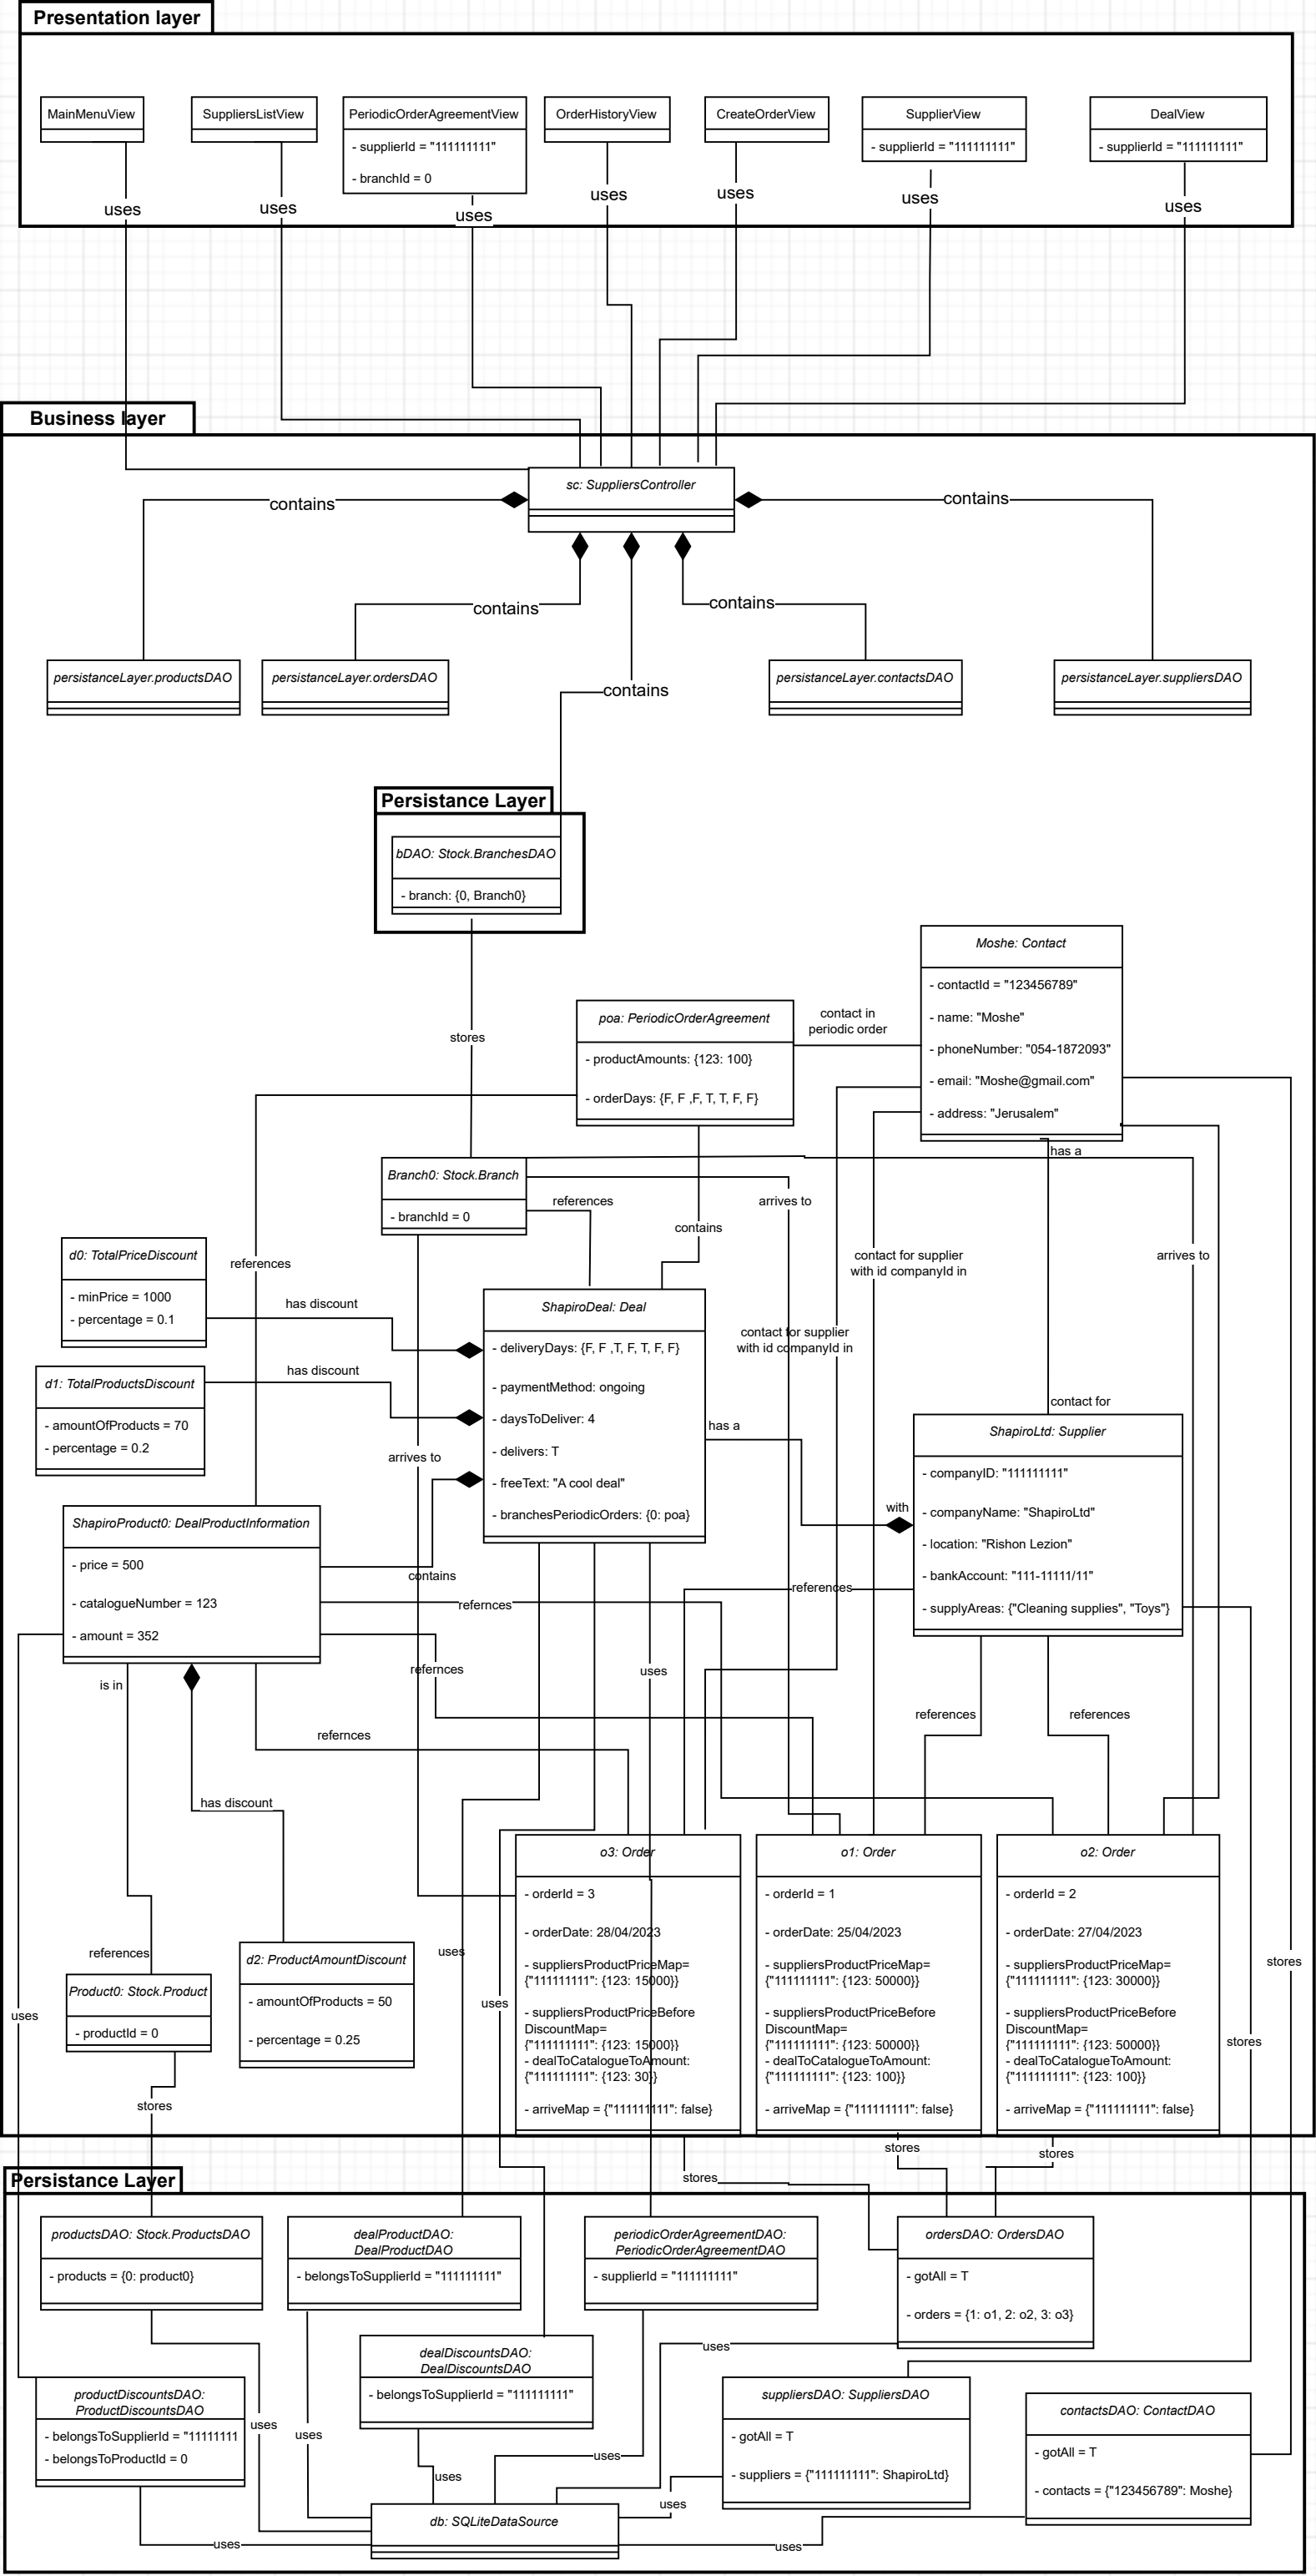 Presentation layer
MainMenuView
SuppliersListView
PeriodicOrderAgreementView
- supplierId = "111111111"
- branchId = 0
OrderHistoryView
CreateOrderView
SupplierView
- supplierId = "111111111"
DealView
- supplierId = "111111111"
uses
uses
uses
uses
uses
uses
uses
Business layer
sc: SuppliersController
contains
contains
contains
contains
contains
persistanceLayer.productsDAO
persistanceLayer.ordersDAO
persistanceLayer.contactsDAO
persistanceLayer.suppliersDAO
Persistance Layer
bDAO: Stock.BranchesDAO
- branch: {0, Branch0}
stores
Moshe: Contact
- contactId = "123456789"
- name: "Moshe"
- phoneNumber: "054-1872093"
- email: "Moshe@gmail.com"
- address: "Jerusalem"
poa: PeriodicOrderAgreement
- productAmounts: {123: 100}
- orderDays: {F, F ,F, T, T, F, F}
contact in
periodic order
has a
Branch0: Stock.Branch
- branchId = 0
references
arrives to
contains
contact for supplier
with id companyId in
arrives to
references
d0: TotalPriceDiscount
- minPrice = 1000
- percentage = 0.1
has discount
d1: TotalProductsDiscount
- amountOfProducts = 70
- percentage = 0.2
has discount
ShapiroDeal: Deal
- deliveryDays: {F, F ,T, F, T, F, F}
- paymentMethod: ongoing
- daysToDeliver: 4
- delivers: T
- freeText: "A cool deal"
- branchesPeriodicOrders: {0: poa}
contact for supplier
with id companyId in
has a
with
contact for
arrives to
ShapiroLtd: Supplier
- companyID: "111111111"
- companyName: "ShapiroLtd"
- location: "Rishon Lezion"
- bankAccount: "111-11111/11"
- supplyAreas: {"Cleaning supplies", "Toys"}
ShapiroProduct0: DealProductInformation
- price = 500
- catalogueNumber = 123
- amount = 352
contains
refernces
references
refernces
uses
is in
refernces
references
references
has discount
o3: Order
- orderId = 3
- orderDate: 28/04/2023
- suppliersProductPriceMap=
{"111111111": {123: 15000}}
- suppliersProductPriceBefore
DiscountMap=
{"111111111": {123: 15000}}
- dealToCatalogueToAmount:
{"111111111": {123: 30}}
- arriveMap = {"111111111": false}
o1: Order
- orderId = 1
- orderDate: 25/04/2023
- suppliersProductPriceMap=
{"111111111": {123: 50000}}
- suppliersProductPriceBefore
DiscountMap=
{"111111111": {123: 50000}}
- dealToCatalogueToAmount:
{"111111111": {123: 100}}
- arriveMap = {"111111111": false}
o2: Order
- orderId = 2
- orderDate: 27/04/2023
- suppliersProductPriceMap=
{"111111111": {123: 30000}}
- suppliersProductPriceBefore
DiscountMap=
{"111111111": {123: 50000}}
- dealToCatalogueToAmount:
{"111111111": {123: 100}}
- arriveMap = {"111111111": false}
references
Product0: Stock.Product
- productId = 0
d2: ProductAmountDiscount
- amountOfProducts = 50
- percentage = 0.25
uses
uses
uses
stores
stores
stores
stores
stores
stores
Persistance Layer
productsDAO: Stock.ProductsDAO
- products = {0: product0}
dealProductDAO:
DealProductDAO
- belongsToSupplierId = "111111111"
periodicOrderAgreementDAO:
PeriodicOrderAgreementDAO
- supplierId = "111111111"
ordersDAO: OrdersDAO
- gotAll = T
- orders = {1: o1, 2: o2, 3: o3}
dealDiscountsDAO:
DealDiscountsDAO
- belongsToSupplierId = "111111111"
productDiscountsDAO:
ProductDiscountsDAO
- belongsToSupplierId = "11111111
- belongsToProductId = 0
suppliersDAO: SuppliersDAO
- gotAll = T
- suppliers = {"111111111": ShapiroLtd}
contactsDAO: ContactDAO
- gotAll = T
- contacts = {"123456789": Moshe}
uses
uses
uses
uses
uses
uses
uses
uses
db: SQLiteDataSource